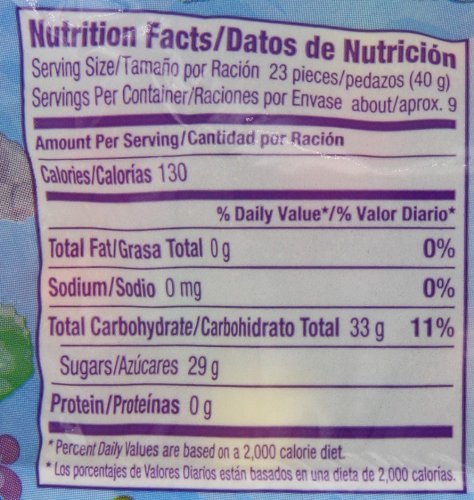 Nutrition Facts/Datos de Nutrición
Serving Size/Tamaño por Ración 23 pieces/pedazos (40 g)
Servings Per Container/Raciones por Envase about/aprox. 9
Amount Per Serving/Cantidad por Ración
Calories/Calorías 130
% Daily Value*/% Valor Diario*
Total Fat/Grasa Total 0 g 0%
Sodium/Sodio 0 mg 0%
Total Carbohydrate/Carbohidrato Total 33 g 11%
Sugars/Azúcares 29 g
Protein/Proteínas 0 g
* Percent Daily Values are based on a 2,000 calorie diet.
* Los porcentajes de Valores Diarios están basados en una dieta de 2,000 calorías.